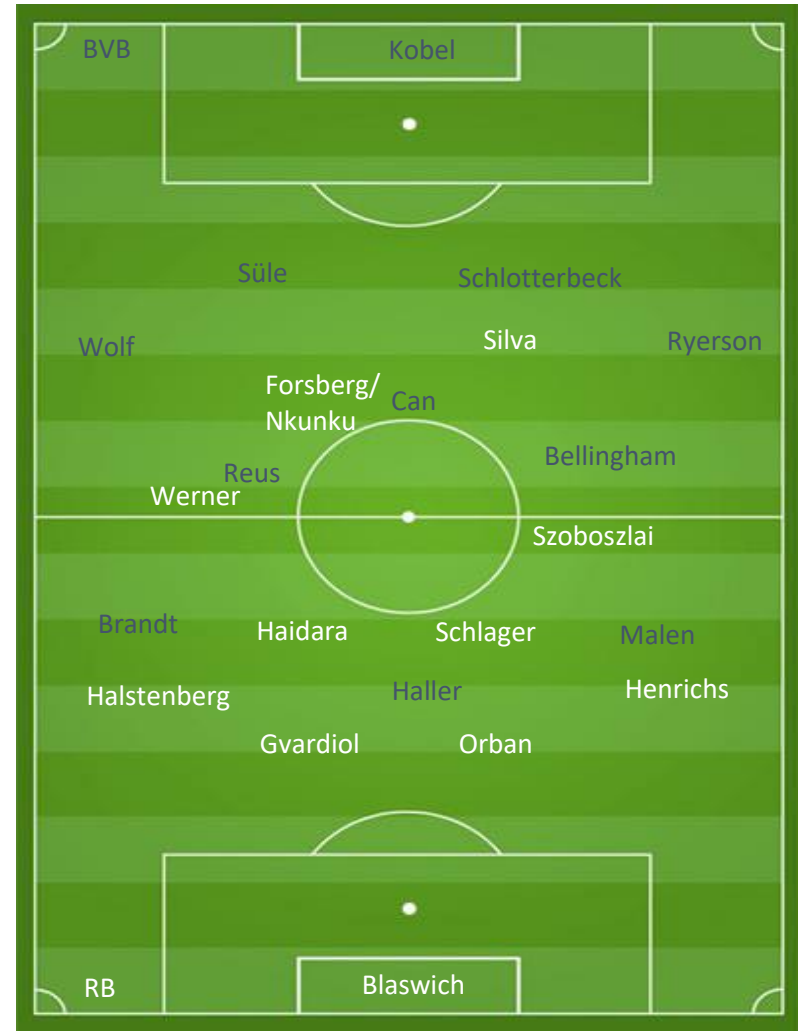 BVB
Kobel
Süle
Schlotterbeck
Silva
Ryerson
Wolf
Forsberg/
Nkunku
Can
Bellingham
Reus
Werner
Szoboszlai
Brandt
Haidara
Schlager
Malen
Halstenberg
Haller
Henrichs
Gvardiol
Orban
RB
Blaswich